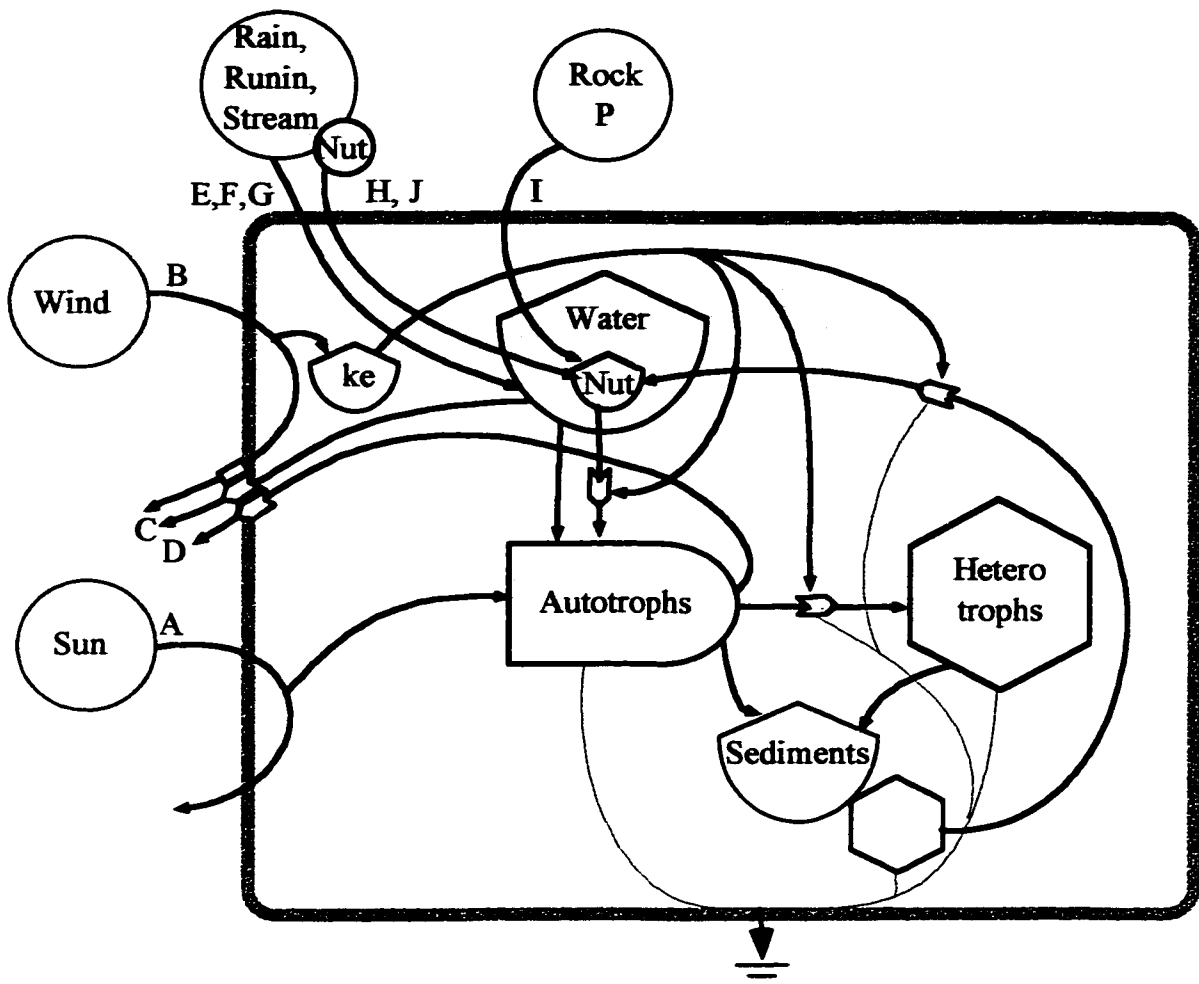 Rain,
Runin,
Stream
Nut
Rock
P
E,F,G
H, J
I
Wind
B
Water
ke
Nut
C
D
Sun
A
Autotrophs
Hetero
trophs
Sediments